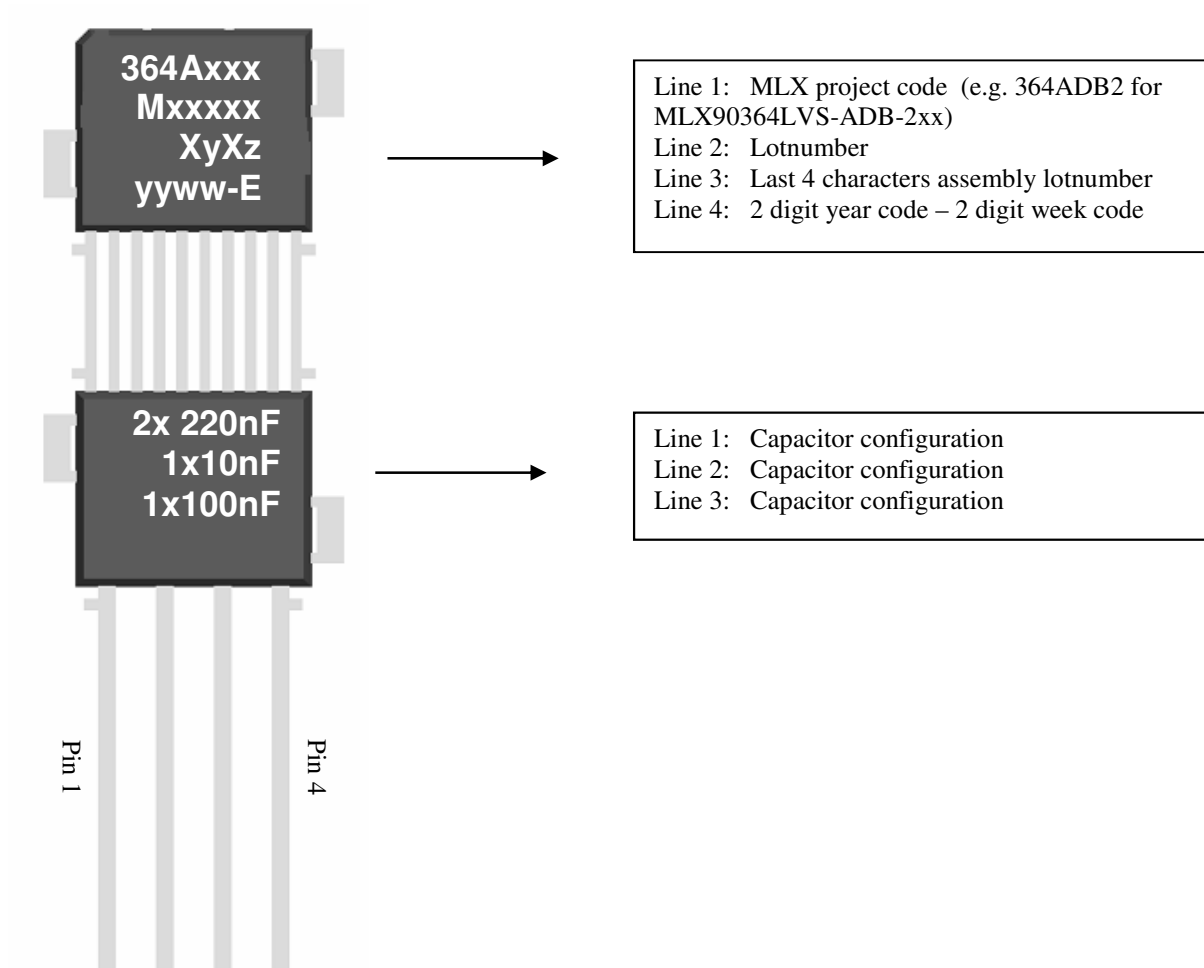 364Axxx
Mxxxxx
XyXz
yyww-E
Line 1: MLX project code (e.g. 364ADB2 for
MLX90364LVS-ADB-2xx)
Line 2: Lotnumber
Line 3: Last 4 characters assembly lotnumber
Line 4: 2 digit year code – 2 digit week code
2x 220nF
1x10nF
1x100nF
Line 1: Capacitor configuration
Line 2: Capacitor configuration
Line 3: Capacitor configuration
Pin 1
Pin 4